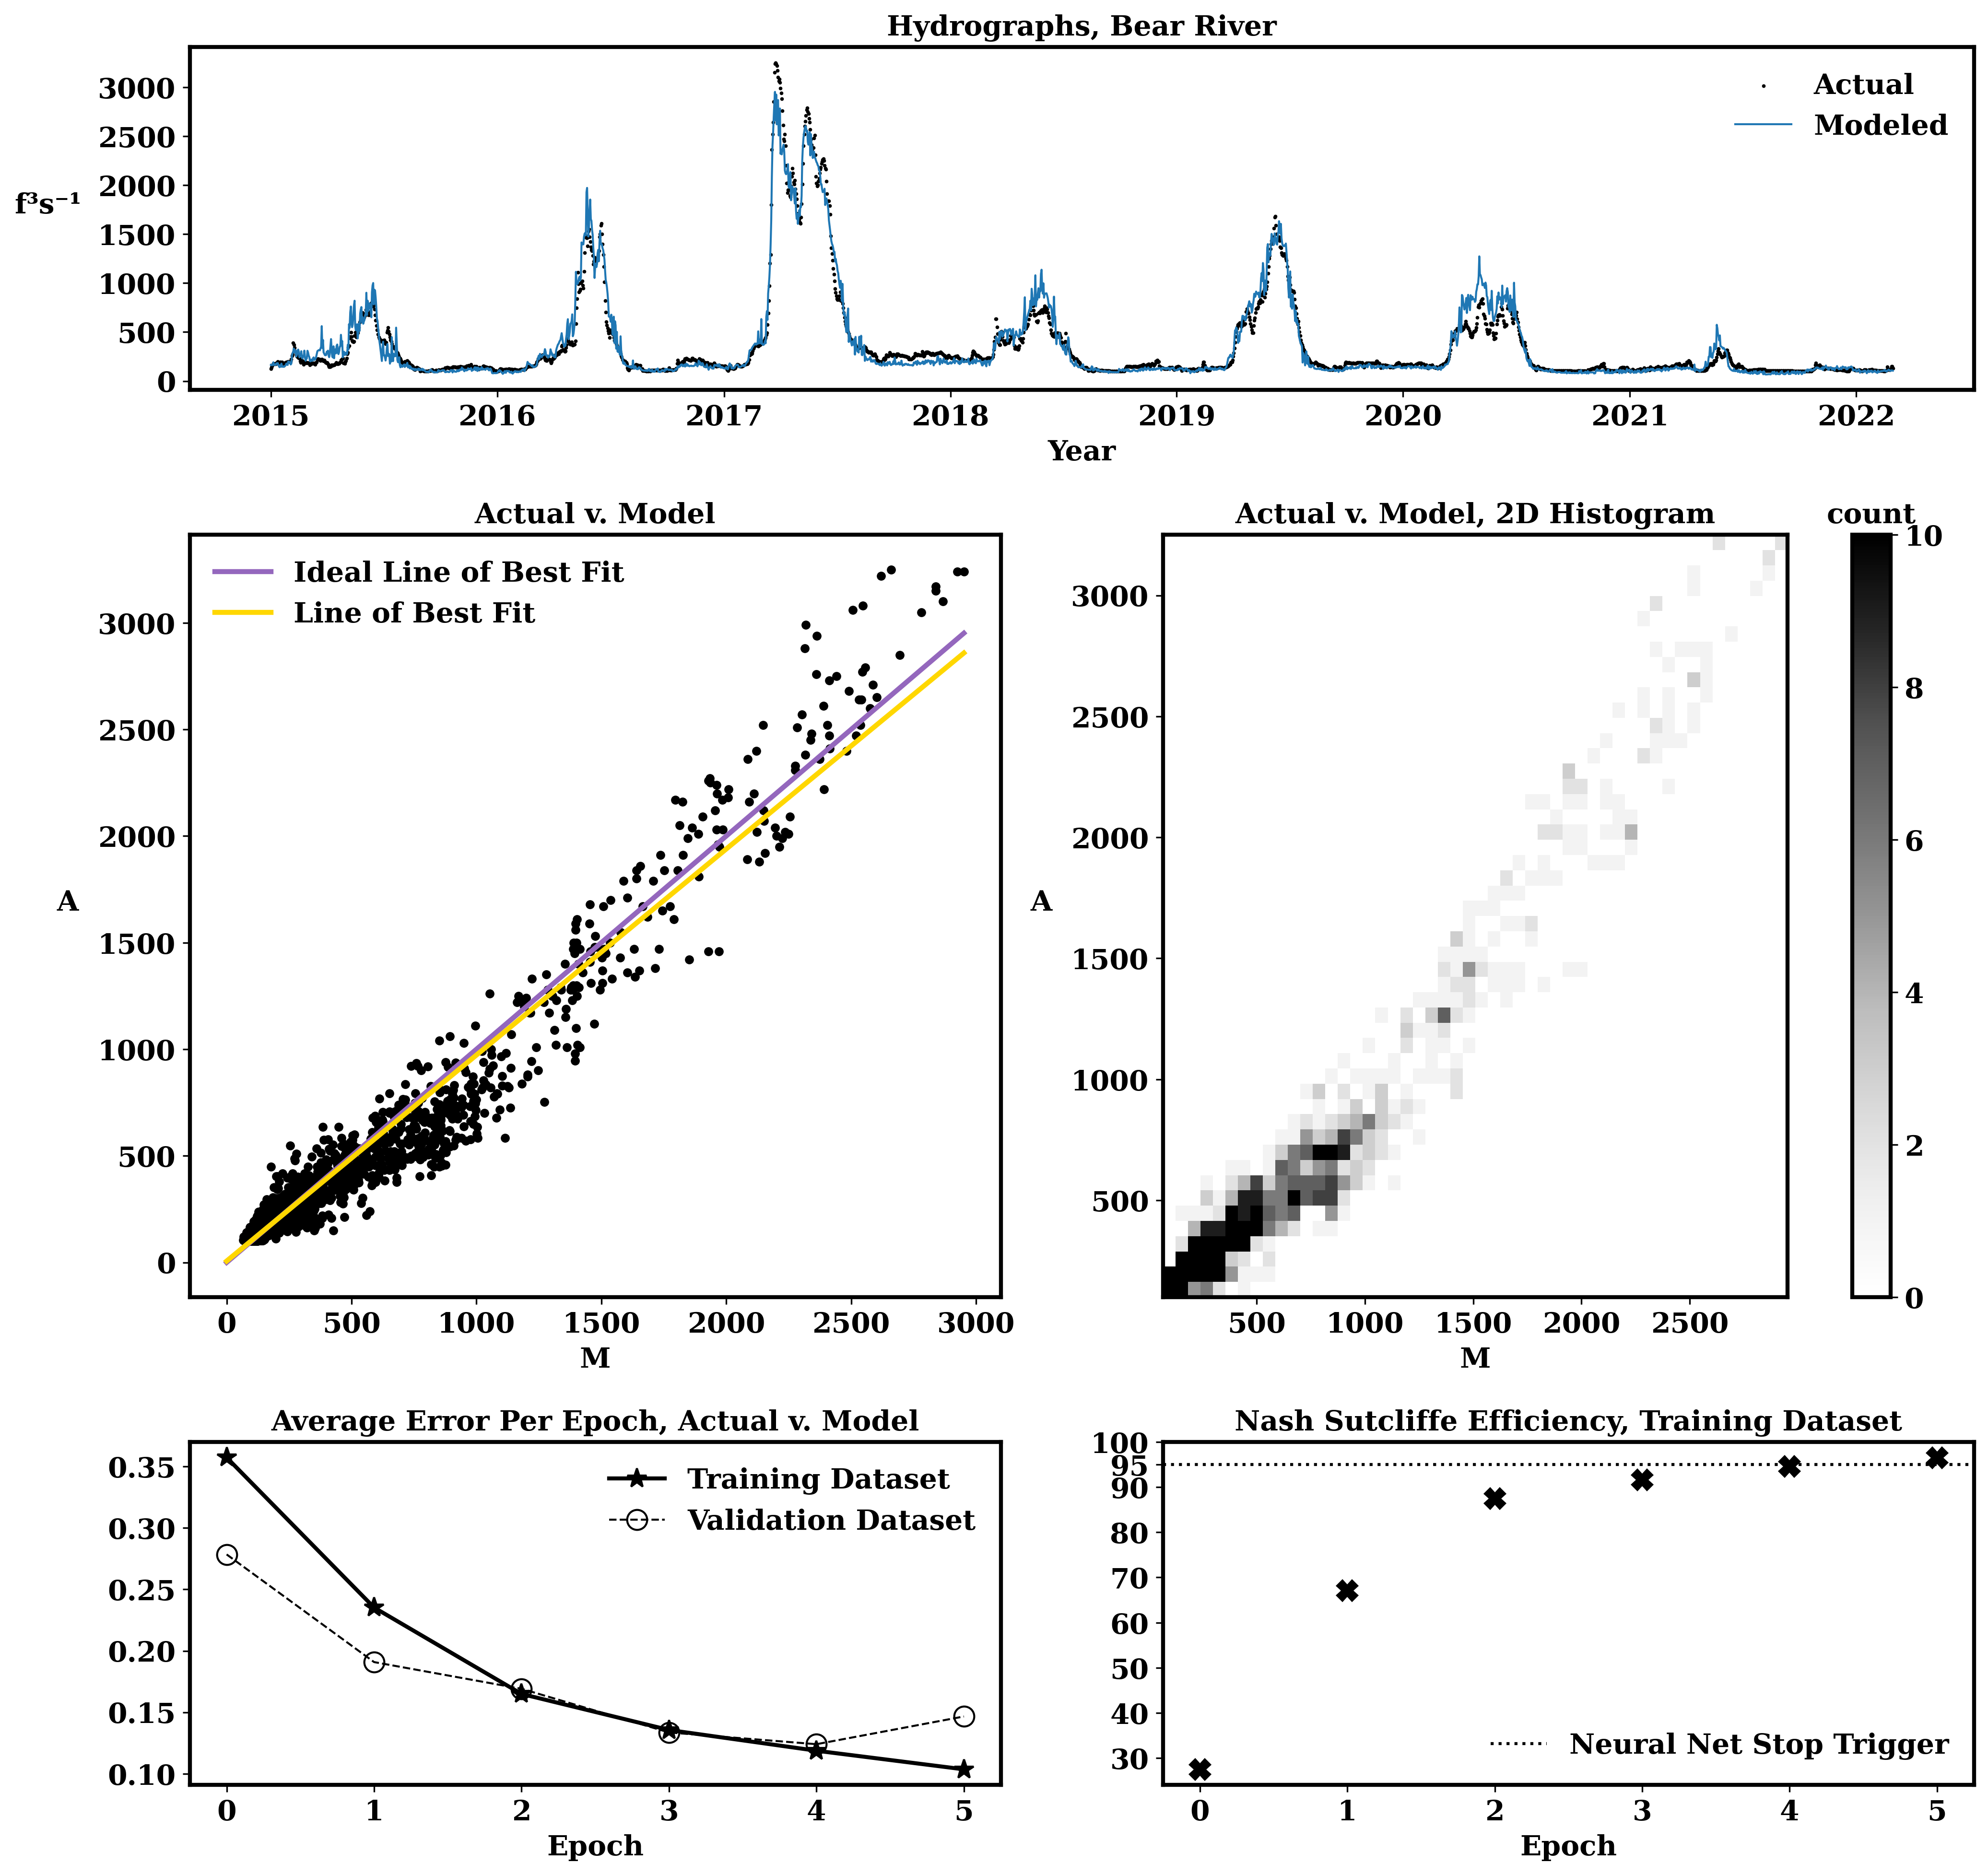 Hydrographs, Bear River
3000
2500
2000
1500
1000
500
0
f³s⁻¹
Actual
Modeled
2015 2016 2017 2018 2019 2020 2021 2022
Year
Actual v. Model
Ideal Line of Best Fit
Line of Best Fit
3000
2500
2000
1500
1000
500
0
A
0 500 1000 1500 2000 2500 3000
M
Actual v. Model, 2D Histogram
3000
2500
2000
1500
1000
500
A
500 1000 1500 2000 2500
M
count
10
8
6
4
2
0
Average Error Per Epoch, Actual v. Model
0.35
0.30
0.25
0.20
0.15
0.10
Training Dataset
Validation Dataset
0 1 2 3 4 5
Epoch
Nash Sutcliffe Efficiency, Training Dataset
100
95
90
80
70
60
50
40
30
Neural Net Stop Trigger
0 1 2 3 4 5
Epoch